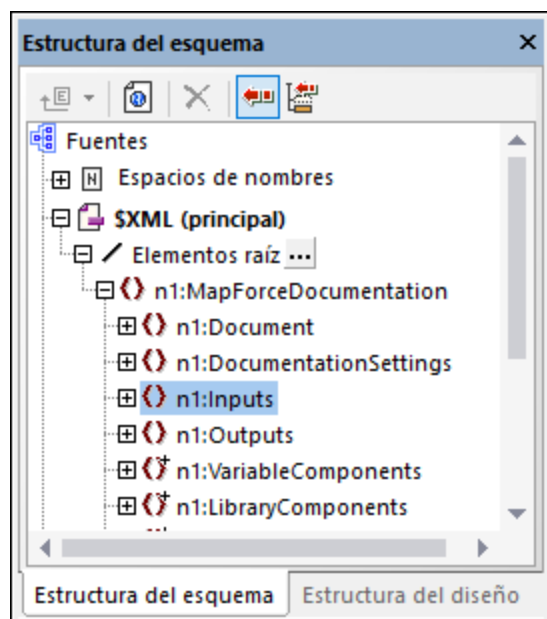 Estructura del esquema
Fuentes
Espacios de nombres
$XML (principal)
Elementos raíz ...
n1:MapForceDocumentation
n1:Document
n1:DocumentationSettings
n1:Inputs
n1:Outputs
n1:VariableComponents
n1:LibraryComponents
Estructura del esquema Estructura del diseño